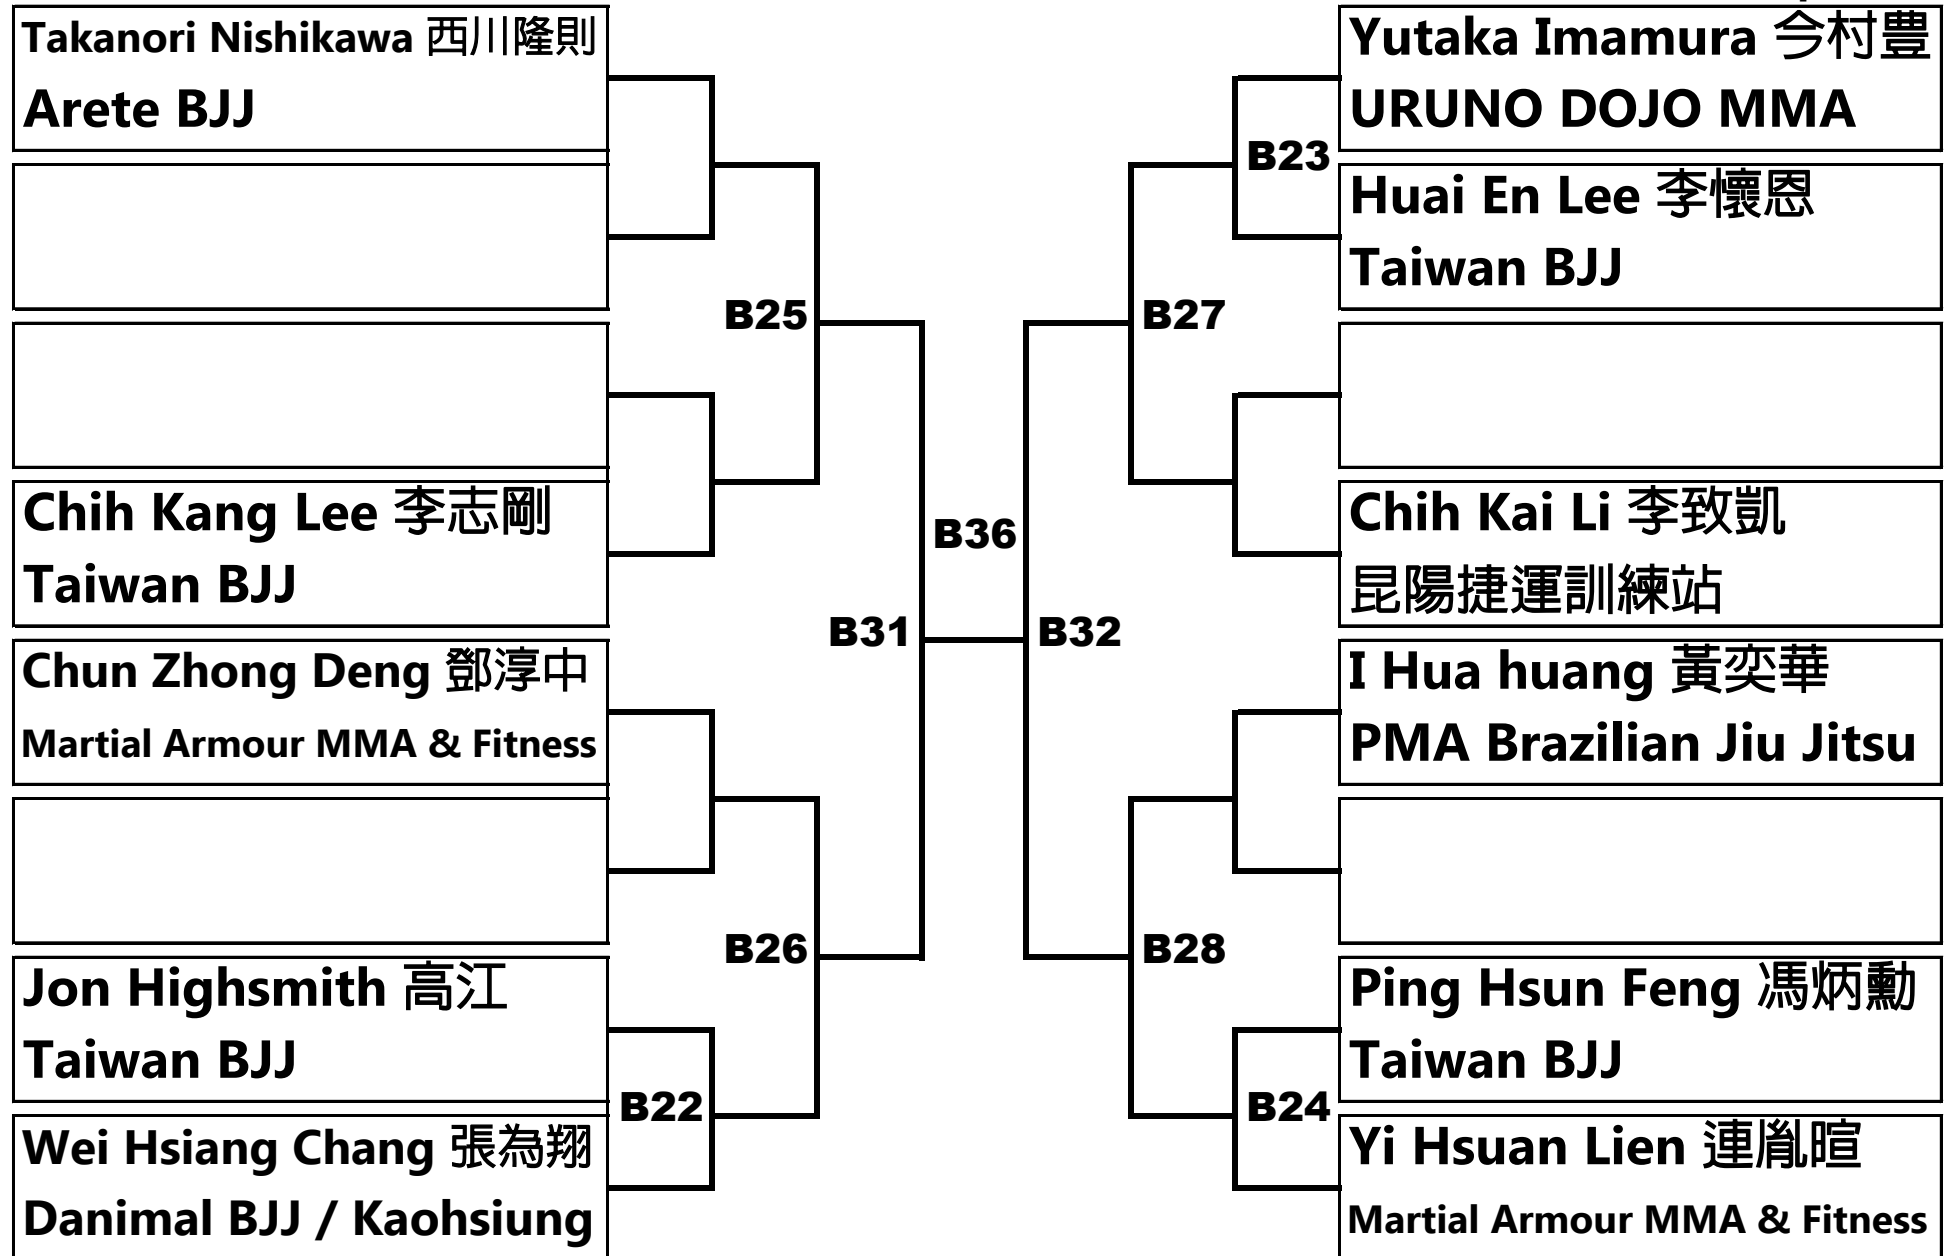 Takanori Nishikawa 西川隆則
Arete BJJ
Chih Kang Lee 李志剛
Taiwan BJJ
Chun Zhong Deng 鄧淳中
Martial Armour MMA & Fitness
Jon Highsmith 高江
Taiwan BJJ
Wei Hsiang Chang 張為翔
Danimal BJJ / Kaohsiung
B22
B25
B26
B31
B36
B32
B27
B28
B23
B24
Yutaka Imamura 今村豊
URUNO DOJO MMA
Huai En Lee 李懷恩
Taiwan BJJ
Chih Kai Li 李致凱
昆陽捷運訓練站
I Hua huang 黃奕華
PMA Brazilian Jiu Jitsu
Ping Hsun Feng 馮炳勳
Taiwan BJJ
Yi Hsuan Lien 連胤暄
Martial Armour MMA & Fitness